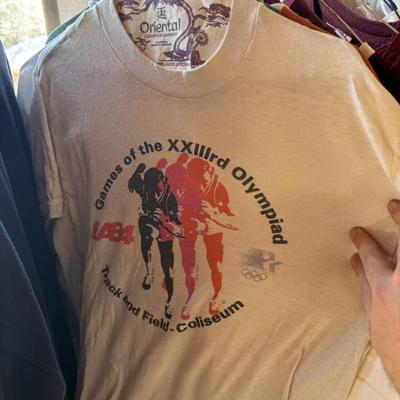 Oriental
Games of the XXIIIrd Olympiad
LA84
Track and Field - Coliseum